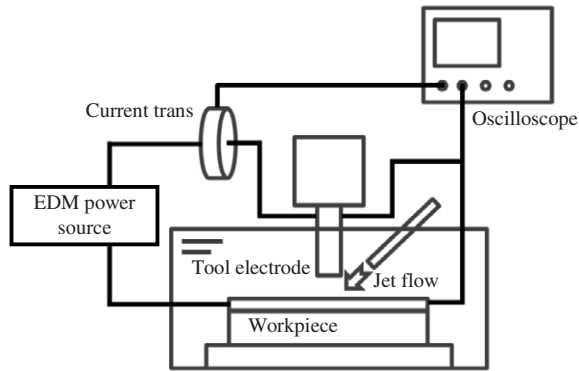 Current trans
Oscilloscope
EDM power
source
Tool electrode
Jet flow
Workpiece